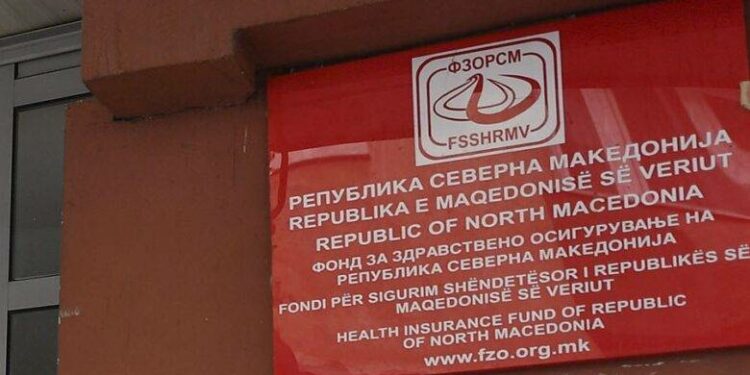 ФЗОРСМ
FSSHRMV
РЕПУБЛИКА СЕВЕРНА МАКЕДОНИЈА
REPUBLIKA E MAQEDONISË SË VERIUT
REPUBLIC OF NORTH MACEDONIA
ФОНД ЗА ЗДРАВСТВЕНО ОСИГУРУВАЊЕ НА
РЕПУБЛИКА СЕВЕРНА МАКЕДОНИЈА
FONDI PËR SIGURIM SHËNDETËSOR I REPUBLIKËS SË
MAQEDONISË SË VERIUT
HEALTH INSURANCE FUND OF REPUBLIC
OF NORTH MACEDONIA
www.fzo.org.mk